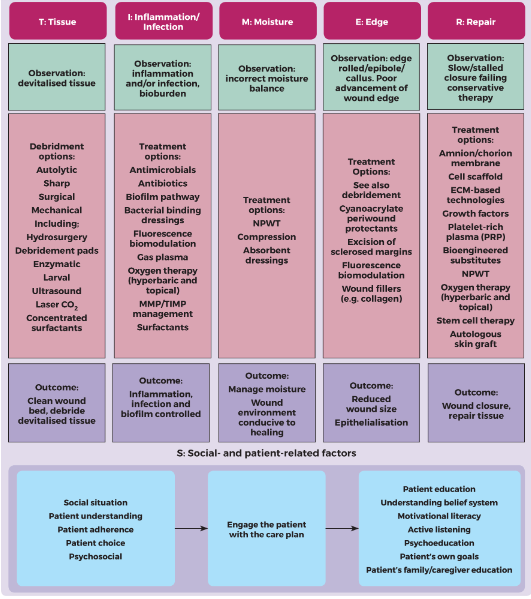 T: Tissue
Observation:
devitalised tissue
Debridment
options:
Autolytic
Sharp
Surgical
Mechanical
Including:
Hydrosurgery
Debridement pads
Enzymatic
Larval
Ultrasound
Laser CO₂
Concentrated
surfactants
Outcome:
Clean wound
bed, debride
devitalised tissue
I: Inflammation/
Infection
Observation:
inflammation
and/or infection,
bioburden
Treatment
options:
Antimicrobials
Antibiotics
Biofilm pathway
Bacterial binding
dressings
Fluorescence
biomodulation
Gas plasma
Oxygen therapy
(hyperbaric and
topical)
MMP/TIMP
management
Surfactants
Outcome:
Inflammation,
infection and
biofilm controlled
M: Moisture
Observation:
incorrect moisture
balance
Treatment
options:
NPWT
Compression
Absorbent
dressings
Outcome:
Manage moisture
Wound
environment
conducive to
healing
E: Edge
Observation: edge
rolled/epibole/
callus. Poor
advancement of
wound edge
Treatment
Options:
See also
debridement
Cyanoacrylate
periwound
protectants
Excision of
sclerosed margins
Fluorescence
biomodulation
Wound fillers
(e.g. collagen)
Outcome:
Reduced
wound size
Epithelialisation
R: Repair
Observation:
Slow/stalled
closure failing
conservative
therapy
Treatment
options:
Amnion/chorion
membrane
Cell scaffold
ECM-based
technologies
Growth factors
Platelet-rich
plasma (PRP)
Bioengineered
substitutes
NPWT
Oxygen therapy
(hyperbaric and
topical)
Stem cell therapy
Autologous
skin graft
Outcome:
Wound closure,
repair tissue
S: Social- and patient-related factors
Social situation
Patient understanding
Patient adherence
Patient choice
Psychosocial
Engage the patient
with the care plan
Patient education
Understanding belief system
Motivational literacy
Active listening
Psychoeducation
Patient's own goals
Patient's family/caregiver education